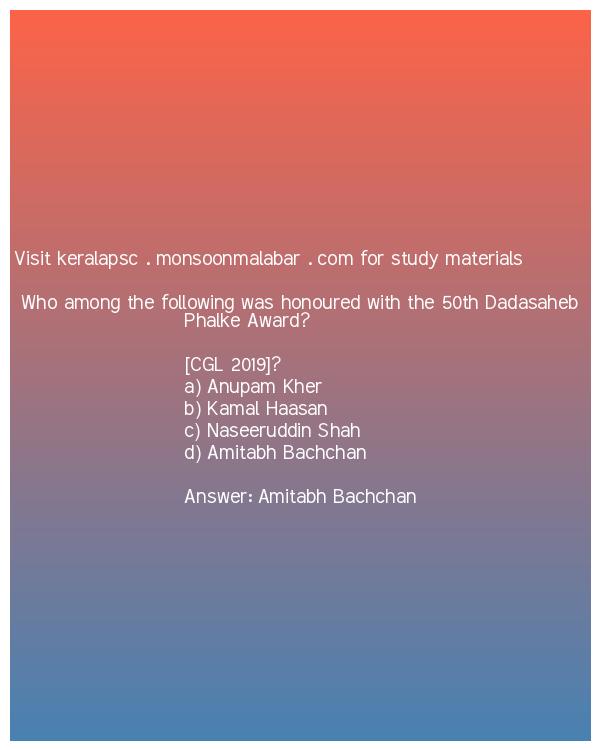 Visit keralapsc . monsoonmalabar . com for study materials
Who among the following was honoured with the 50th Dadasaheb
Phalke Award?
[CGL 2019]?
a) Anupam Kher
b) Kamal Haasan
c) Naseeruddin Shah
d) Amitabh Bachchan
Answer: Amitabh Bachchan